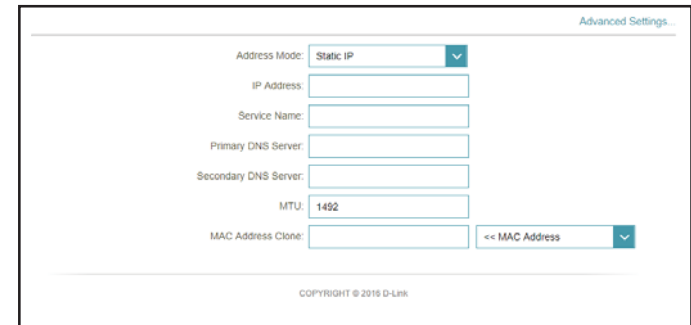 Advanced Settings...
Address Mode: Static IP
IP Address:
Service Name:
Primary DNS Server:
Secondary DNS Server:
MTU: 1492
MAC Address Clone: << MAC Address
COPYRIGHT © 2016 D-Link